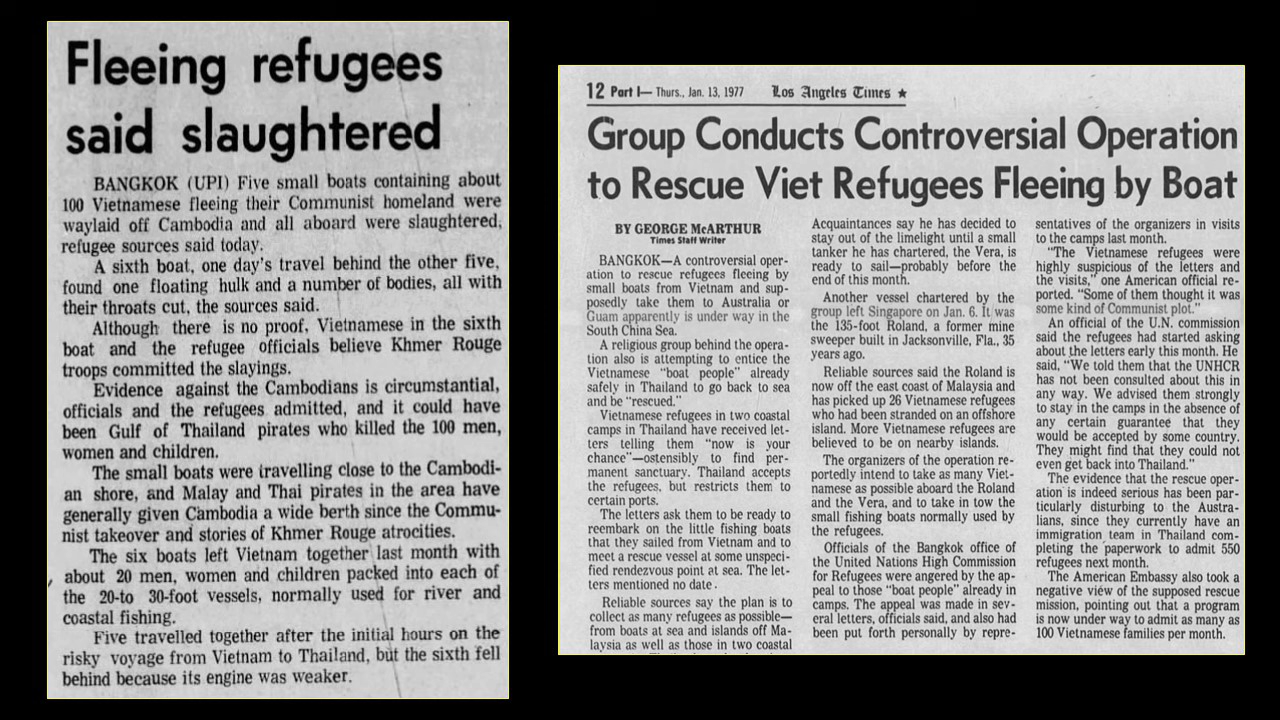 Fleeing refugees
said slaughtered
BANGKOK (UPI) Five small boats containing about
100 Vietnamese fleeing their Communist homeland were
waylaid off Cambodia and all aboard were slaughtered,
refugee sources said today.
A sixth boat, one day's travel behind the other five,
found one floating hulk and a number of bodies, all with
their throats cut, the sources said.
Although there is no proof, Vietnamese in the sixth
boat and the refugee officials believe Khmer Rouge
troops committed the slayings.
Evidence against the Cambodians is circumstantial,
officials and the refugees admitted, and it could have
been Gulf of Thailand pirates who killed the 100 men,
women and children.
The small boats were travelling close to the Cambodi-
an shore, and Malay and Thai pirates in the area have
generally given Cambodia a wide berth since the Commu-
nist takeover and stories of Khmer Rouge atrocities.
The six boats left Vietnam together last month with
about 20 men, women and children packed into each of
the 20-to 30-foot vessels, normally used for river and
coastal fishing.
Five travelled together after the initial hours on the
risky voyage from Vietnam to Thailand, but the sixth fell
behind because its engine was weaker.
12 Part I— Thurs., Jan. 13, 1977 Los Angeles Times ★
Group Conducts Controversial Operation
to Rescue Viet Refugees Fleeing by Boat
BY GEORGE McARTHUR
Times Staff Writer
BANGKOK—A controversial oper-
ation to rescue refugees fleeing by
small boats from Vietnam and sup-
posedly take them to Australia or
Guam apparently is under way in the
South China Sea.
A religious group behind the opera-
tion also is attempting to entice the
Vietnamese "boat people" already
safely in Thailand to go back to sea
and be "rescued."
Vietnamese refugees in two coastal
camps in Thailand have received let-
ters telling them "now is your
chance"—ostensibly to find per-
manent sanctuary. Thailand accepts
the refugees, but restricts them to
certain ports.
The letters ask them to be ready to
reembark on the little fishing boats
that they sailed from Vietnam and to
meet a rescue vessel at some unspeci-
fied rendezvous point at sea. The let-
ters mentioned no date.
Reliable sources say the plan is to
collect as many refugees as possible—
from boats at sea and islands off Ma-
laysia as well as those in two coastal
Acquaintances say he has decided to
stay out of the limelight until a small
tanker he has chartered, the Vera, is
ready to sail—probably before the
end of this month.
Another vessel chartered by the
group left Singapore on Jan. 6. It was
the 135-foot Roland, a former mine
sweeper built in Jacksonville, Fla., 35
years ago.
Reliable sources said the Roland is
now off the east coast of Malaysia and
has picked up 26 Vietnamese refugees
who had been stranded on an offshore
island. More Vietnamese refugees are
believed to be on nearby islands.
The organizers of the operation re-
portedly intend to take as many Viet-
namese as possible aboard the Roland
and the Vera, and to take in tow the
small fishing boats normally used by
the refugees.
Officials of the Bangkok office of
the United Nations High Commission
for Refugees were angered by the ap-
peal to those "boat people" already in
camps. The appeal was made in sev-
eral letters, officials said, and also had
been put forth personally by repre-
sentatives of the organizers in visits
to the camps last month.
"The Vietnamese refugees were
highly suspicious of the letters and
the visits," one American official re-
ported. "Some of them thought it was
some kind of Communist plot."
An official of the U.N. commission
said the refugees had started asking
about the letters early this month. He
said, "We told them that the UNHCR
has not been consulted about this in
any way. We advised them strongly
to stay in the camps in the absence of
any certain guarantee that they
would be accepted by some country.
They might find that they could not
even get back into Thailand."
The evidence that the rescue oper-
ation is indeed serious has been par-
ticularly disturbing to the Austra-
lians, since they currently have an
immigration team in Thailand com-
pleting the paperwork to admit 550
refugees next month.
The American Embassy also took a
negative view of the supposed rescue
mission, pointing out that a program
is now under way to admit as many as
100 Vietnamese families per month.